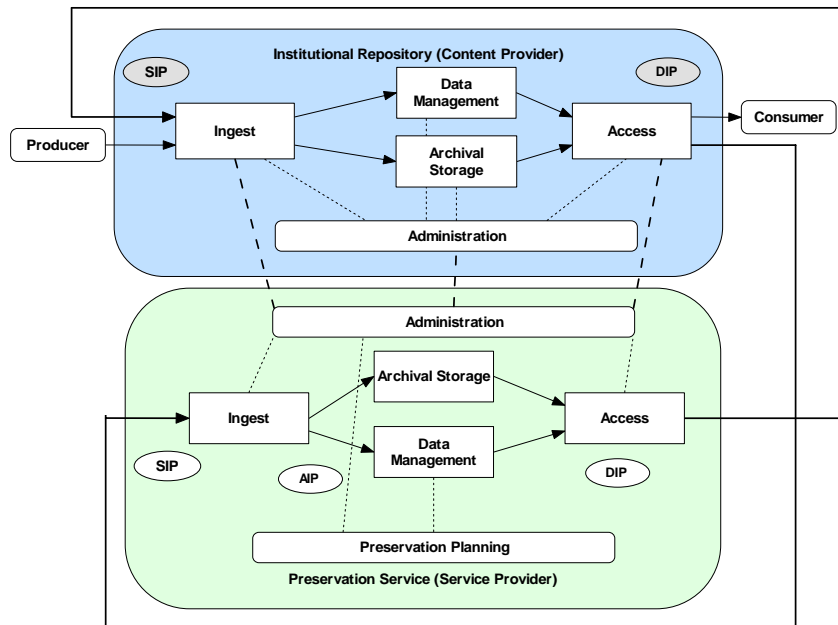 Institutional Repository (Content Provider)
SIP
DIP
Data
Management
Ingest
Access
Consumer
Producer
Archival
Storage
Administration
Administration
Archival Storage
Ingest
Access
Data
Management
SIP
AIP
DIP
Preservation Planning
Preservation Service (Service Provider)